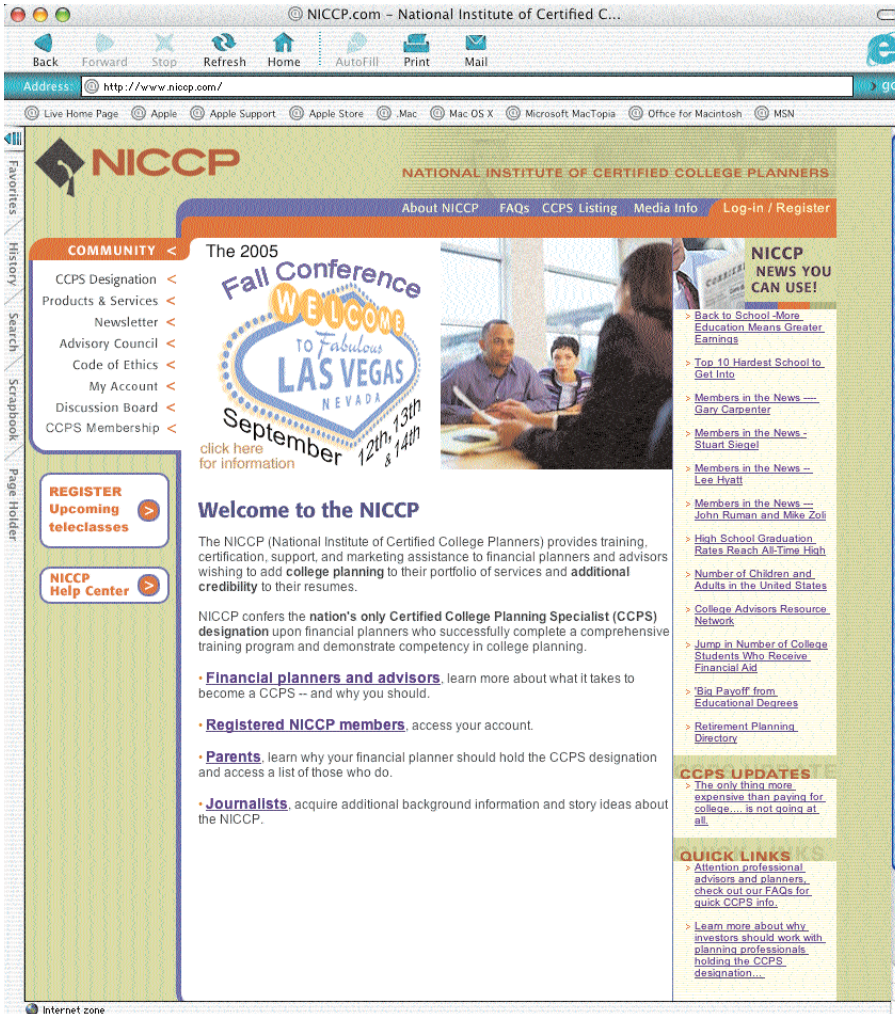 NICCP.com – National Institute of Certified C...
Back Forward Stop Refresh Home AutoFill Print Mail
Address: http://www.niccp.com/ go
Live Home Page Apple Apple Support Apple Store .Mac Mac OS X Microsoft MacTopia Office for Macintosh MSN
Favorites
History
Search
Scrapbook
Page Holder
NICCP
NATIONAL INSTITUTE OF CERTIFIED COLLEGE PLANNERS
About NICCP FAQs CCPS Listing Media Info Log-in / Register
COMMUNITY <
CCPS Designation <
Products & Services <
Newsletter <
Advisory Council <
Code of Ethics <
My Account <
Discussion Board <
CCPS Membership <
REGISTER
Upcoming
teleclasses >
NICCP
Help Center >
The 2005
Fall Conference
WELCOME
TO Fabulous
LAS VEGAS
NEVADA
September 12th, 13th
& 14th
click here
for information
Welcome to the NICCP
The NICCP (National Institute of Certified College Planners) provides training,
certification, support, and marketing assistance to financial planners and advisors
wishing to add college planning to their portfolio of services and additional
credibility to their resumes.
NICCP confers the nation's only Certified College Planning Specialist (CCPS)
designation upon financial planners who successfully complete a comprehensive
training program and demonstrate competency in college planning.
• Financial planners and advisors, learn more about what it takes to
become a CCPS -- and why you should.
• Registered NICCP members, access your account.
• Parents, learn why your financial planner should hold the CCPS designation
and access a list of those who do.
• Journalists, acquire additional background information and story ideas about
the NICCP.
NICCP
NEWS YOU
CAN USE!
> Back to School -More
Education Means Greater
Earnings
> Top 10 Hardest School to
Get Into
> Members in the News ----
Gary Carpenter
> Members in the News -
Stuart Siegel
> Members in the News --
Lee Hyatt
> Members in the News ---
John Ruman and Mike Zoli
> High School Graduation
Rates Reach All-Time High
> Number of Children and
Adults in the United States
> College Advisors Resource
Network
> Jump in Number of College
Students Who Receive
Financial Aid
> 'Big Payoff' from
Educational Degrees
> Retirement Planning
Directory
CCPS UPDATES
> The only thing more
expensive than paying for
college.... is not going at
all.
QUICK LINKS
> Attention professional
advisors and planners,
check out our FAQs for
quick CCPS info.
> Learn more about why
investors should work with
planning professionals
holding the CCPS
designation...
Internet zone